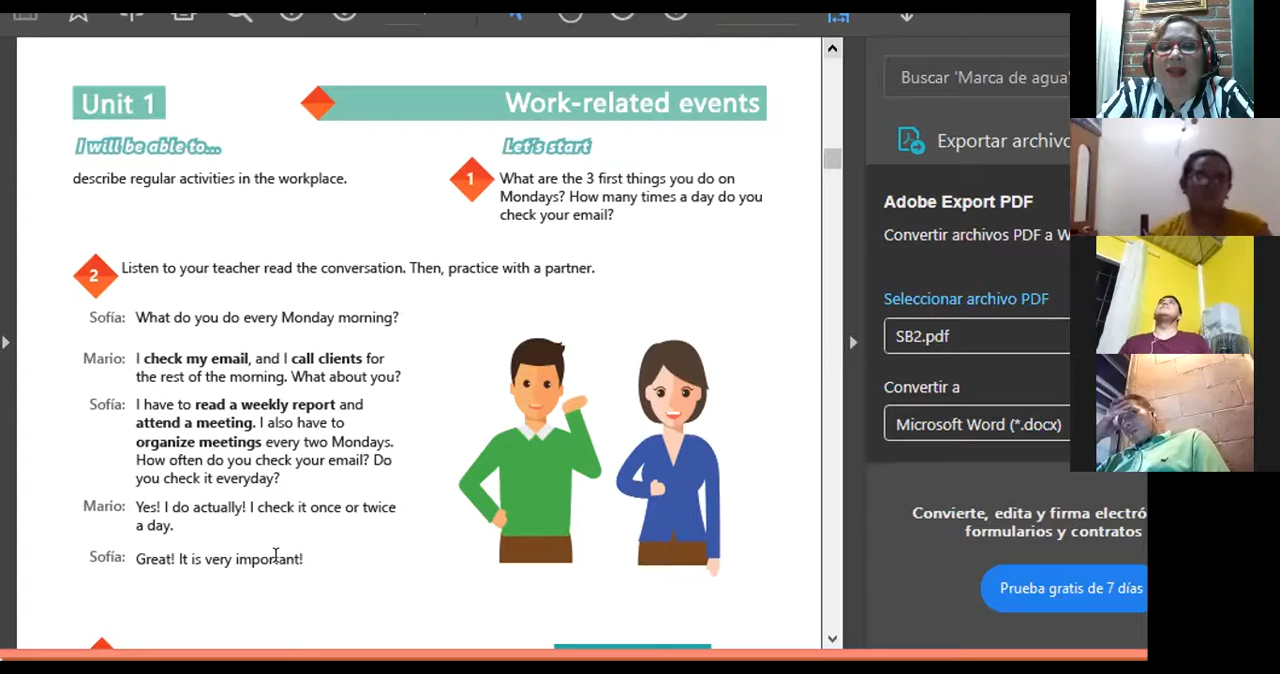 Unit 1
Work-related events
I will be able to...
Let's start
describe regular activities in the workplace.
1
What are the 3 first things you do on
Mondays? How many times a day do you
check your email?
2
Listen to your teacher read the conversation. Then, practice with a partner.
Sofía: What do you do every Monday morning?
Mario: I check my email, and I call clients for
the rest of the morning. What about you?
Sofía: I have to read a weekly report and
attend a meeting. I also have to
organize meetings every two Mondays.
How often do you check your email? Do
you check it everyday?
Mario: Yes! I do actually! I check it once or twice
a day.
Sofía: Great! It is very important!
Buscar 'Marca de agua'
Exportar archivo
Adobe Export PDF
Convertir archivos PDF a W
Seleccionar archivo PDF
SB2.pdf
Convertir a
Microsoft Word (*.docx)
Convierte, edita y firma electró
formularios y contratos
Prueba gratis de 7 días